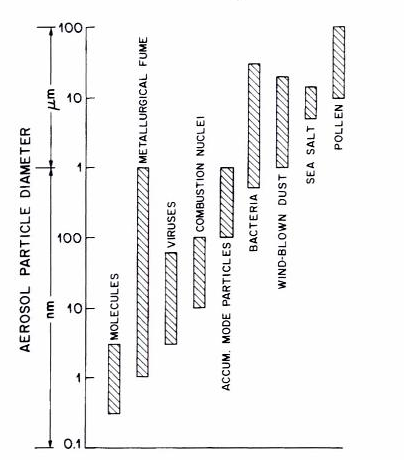 AEROSOL PARTICLE DIAMETER
μm
nm
100
10
1
100
10
1
0.1
MOLECULES
METALLURGICAL FUME
VIRUSES
COMBUSTION NUCLEI
ACCUM. MODE PARTICLES
BACTERIA
WIND-BLOWN DUST
SEA SALT
POLLEN